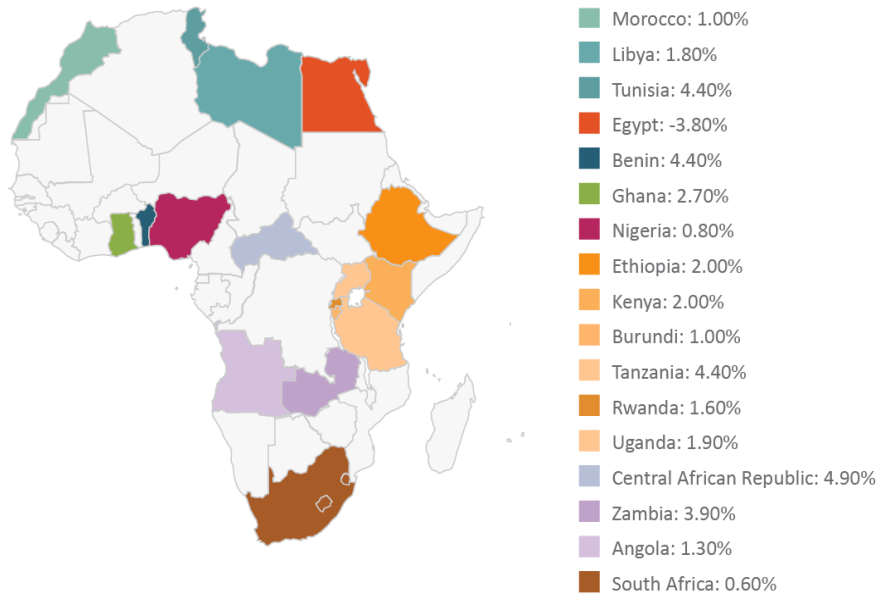 Morocco: 1.00%
Libya: 1.80%
Tunisia: 4.40%
Egypt: -3.80%
Benin: 4.40%
Ghana: 2.70%
Nigeria: 0.80%
Ethiopia: 2.00%
Kenya: 2.00%
Burundi: 1.00%
Tanzania: 4.40%
Rwanda: 1.60%
Uganda: 1.90%
Central African Republic: 4.90%
Zambia: 3.90%
Angola: 1.30%
South Africa: 0.60%